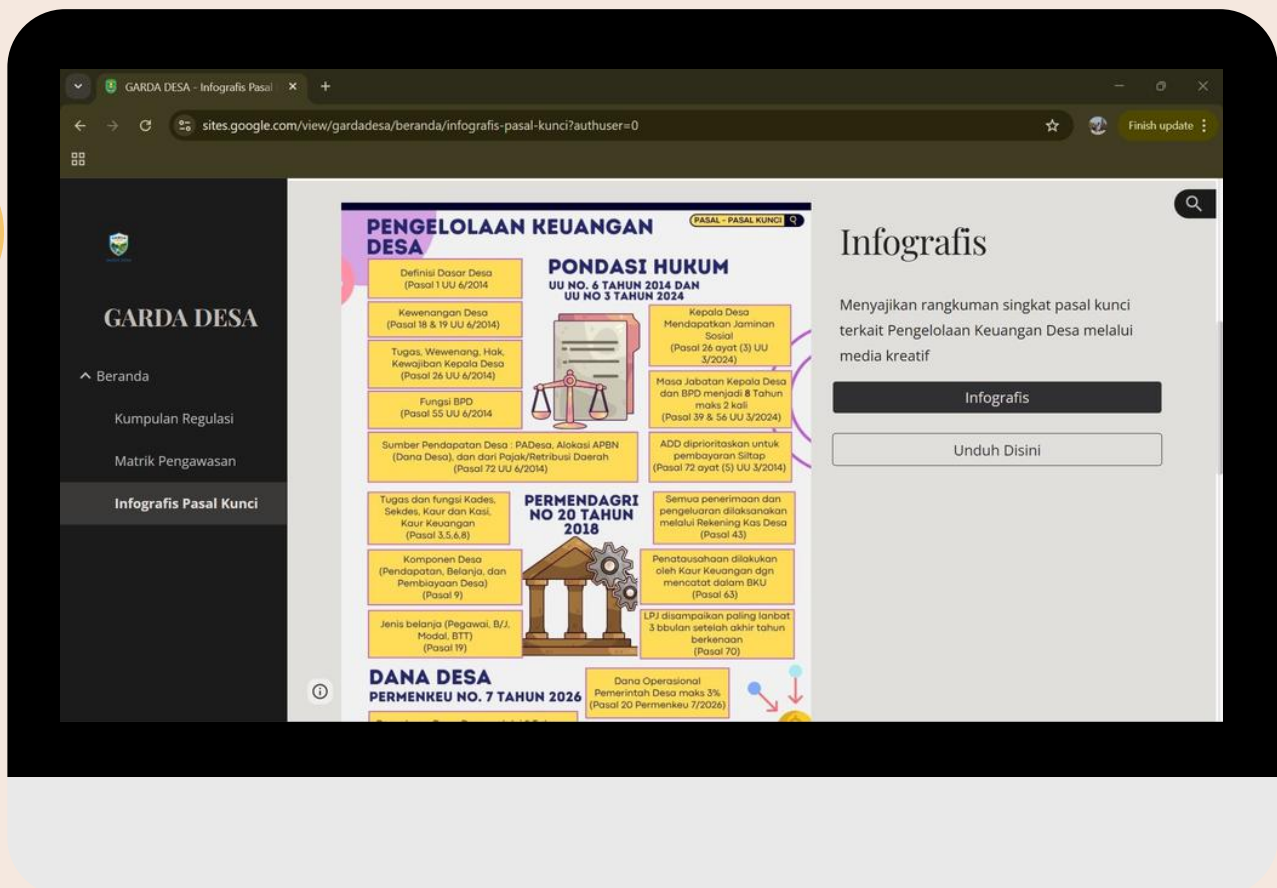 GARDA DESA - Infografis Pasal
sites.google.com/view/gardadesa/beranda/infografis-pasal-kunci?authuser=0
Finish update
GARDA DESA
Beranda
Kumpulan Regulasi
Matrik Pengawasan
Infografis Pasal Kunci
PENGELOLAAN KEUANGAN
DESA
PASAL - PASAL KUNCI
Definisi Dasar Desa
(Pasal 1 UU 6/2014
Kewenangan Desa
(Pasal 18 & 19 UU 6/2014)
Tugas, Wewenang, Hak,
Kewajiban Kepala Desa
(Pasal 26 UU 6/2014)
Fungsi BPD
(Pasal 55 UU 6/2014
PONDASI HUKUM
UU NO. 6 TAHUN 2014 DAN
UU NO 3 TAHUN 2024
Kepala Desa
Mendapatkan Jaminan
Sosial
(Pasal 26 ayat (3) UU
3/2024)
Masa Jabatan Kepala Desa
dan BPD menjadi 8 Tahun
maks 2 kali
(Pasal 39 & 56 UU 3/2024)
Sumber Pendapatan Desa : PADesa, Alokasi APBN
(Dana Desa), dan dari Pajak/Retribusi Daerah
(Pasal 72 UU 6/2014)
ADD diprioritaskan untuk
pembayaran Siltap
(Pasal 72 ayat (5) UU 3/2014)
Tugas dan fungsi Kades,
Sekdes, Kaur dan Kasi,
Kaur Keuangan
(Pasal 3,5,6,8)
Komponen Desa
(Pendapatan, Belanja, dan
Pembiayaan Desa)
(Pasal 9)
Jenis belanja (Pegawai, B/J,
Modal, BTT)
(Pasal 19)
PERMENDAGRI
NO 20 TAHUN
2018
Semua penerimaan dan
pengeluaran dilaksanakan
melalui Rekening Kas Desa
(Pasal 43)
Penatausahaan dilakukan
oleh Kaur Keuangan dgn
mencatat dalam BKU
(Pasal 63)
LPJ disampaikan paling lanbat
3 bbulan setelah akhir tahun
berkenaan
(Pasal 70)
DANA DESA
PERMENKEU NO. 7 TAHUN 2026
Dana Operasional
Pemerintah Desa maks 3%
(Pasal 20 Permenkeu 7/2026)
Infografis
Menyajikan rangkuman singkat pasal kunci
terkait Pengelolaan Keuangan Desa melalui
media kreatif
Infografis
Unduh Disini